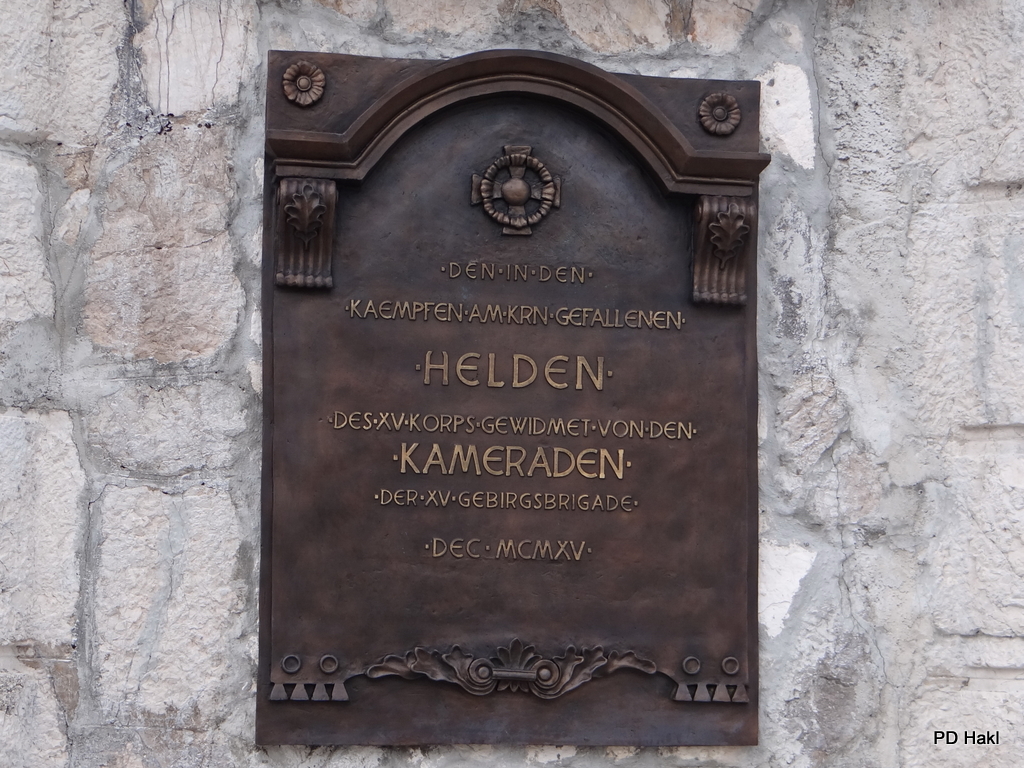 ·DEN·IN·DEN·
·KAEMPFEN·AM·KRN·GEFALLENEN·
·HELDEN·
·DES·XV·KORPS·GEWIDMET·VON·DEN·
·KAMERADEN·
·DER·XV·GEBIRGSBRIGADE·
·DEC·MCMXV·
PD Hakl